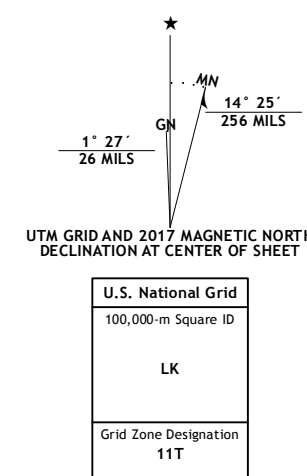 ★
MN
GN
1° 27´
26 MILS
14° 25´
256 MILS
UTM GRID AND 2017 MAGNETIC NORTH
DECLINATION AT CENTER OF SHEET
U.S. National Grid
100,000-m Square ID
LK
Grid Zone Designation
11T